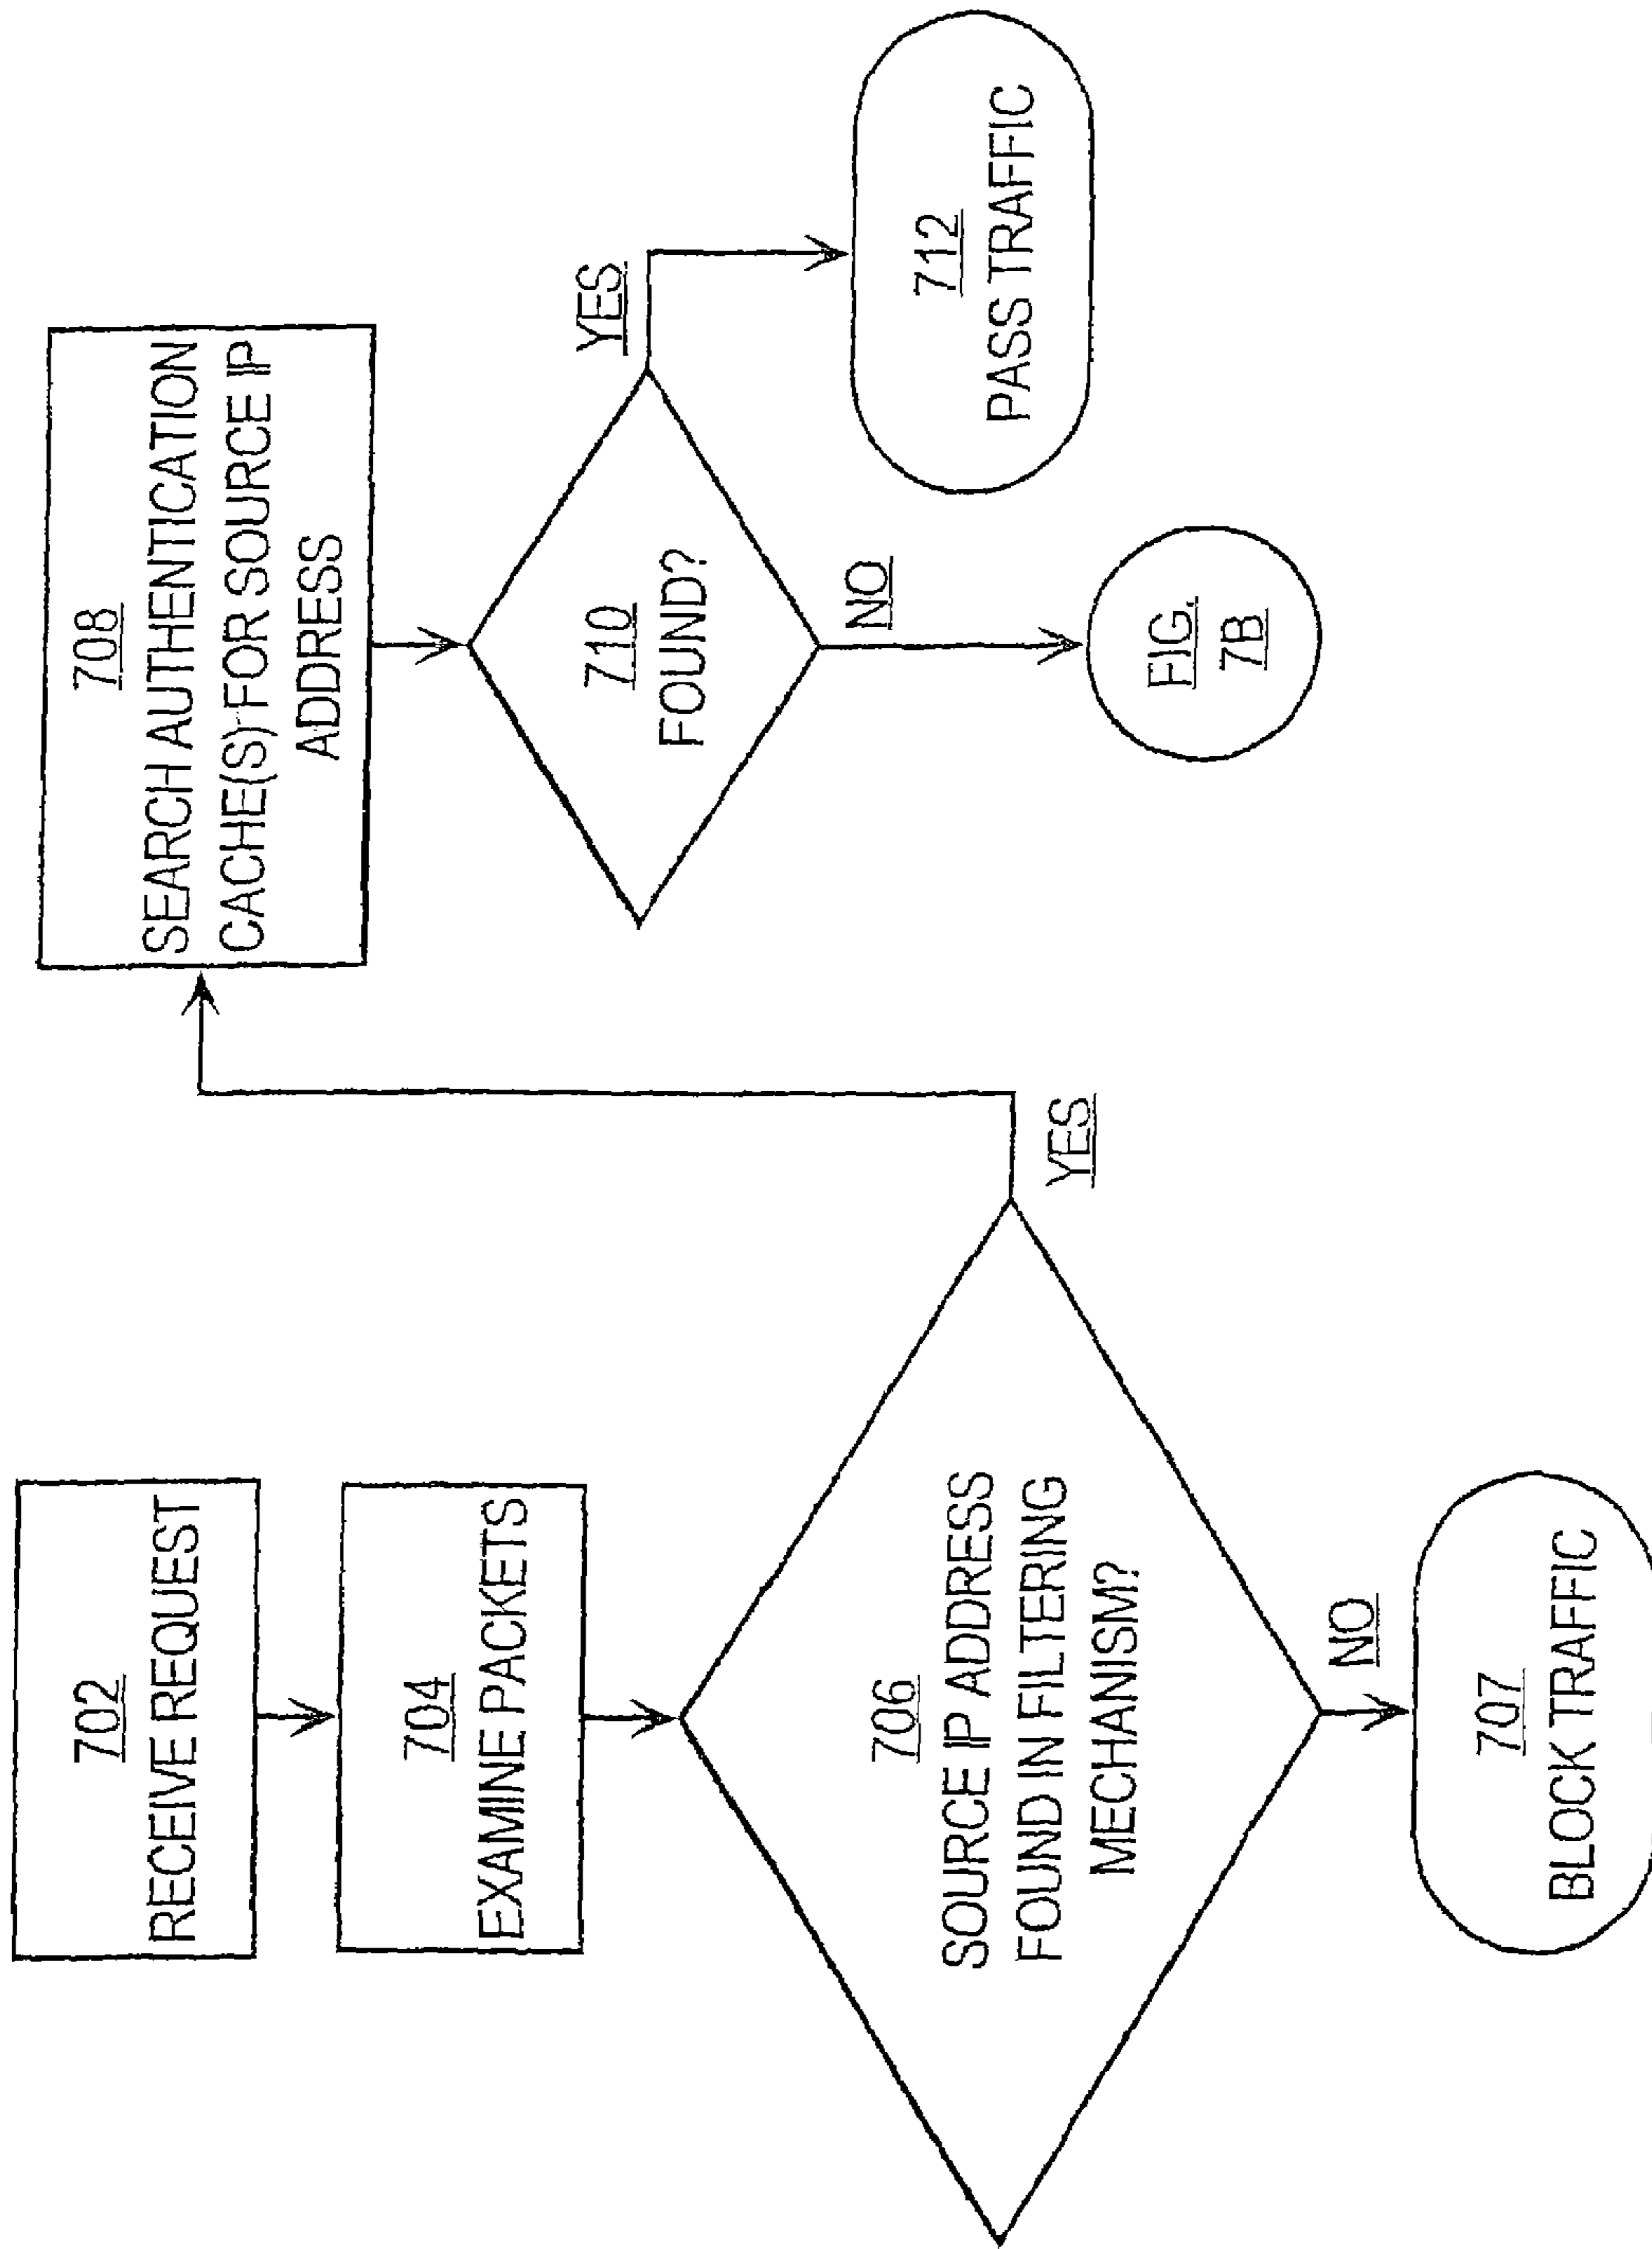 702
RECEIVE REQUEST
704
EXAMINE PACKETS
706
SOURCE IP ADDRESS
FOUND IN FILTERING
MECHANISM?
YES
NO
707
BLOCK TRAFFIC
708
SEARCH AUTHENTICATION
CACHE(S) FOR SOURCE IP
ADDRESS
710
FOUND?
YES
NO
712
PASS TRAFFIC
FIG.
7B